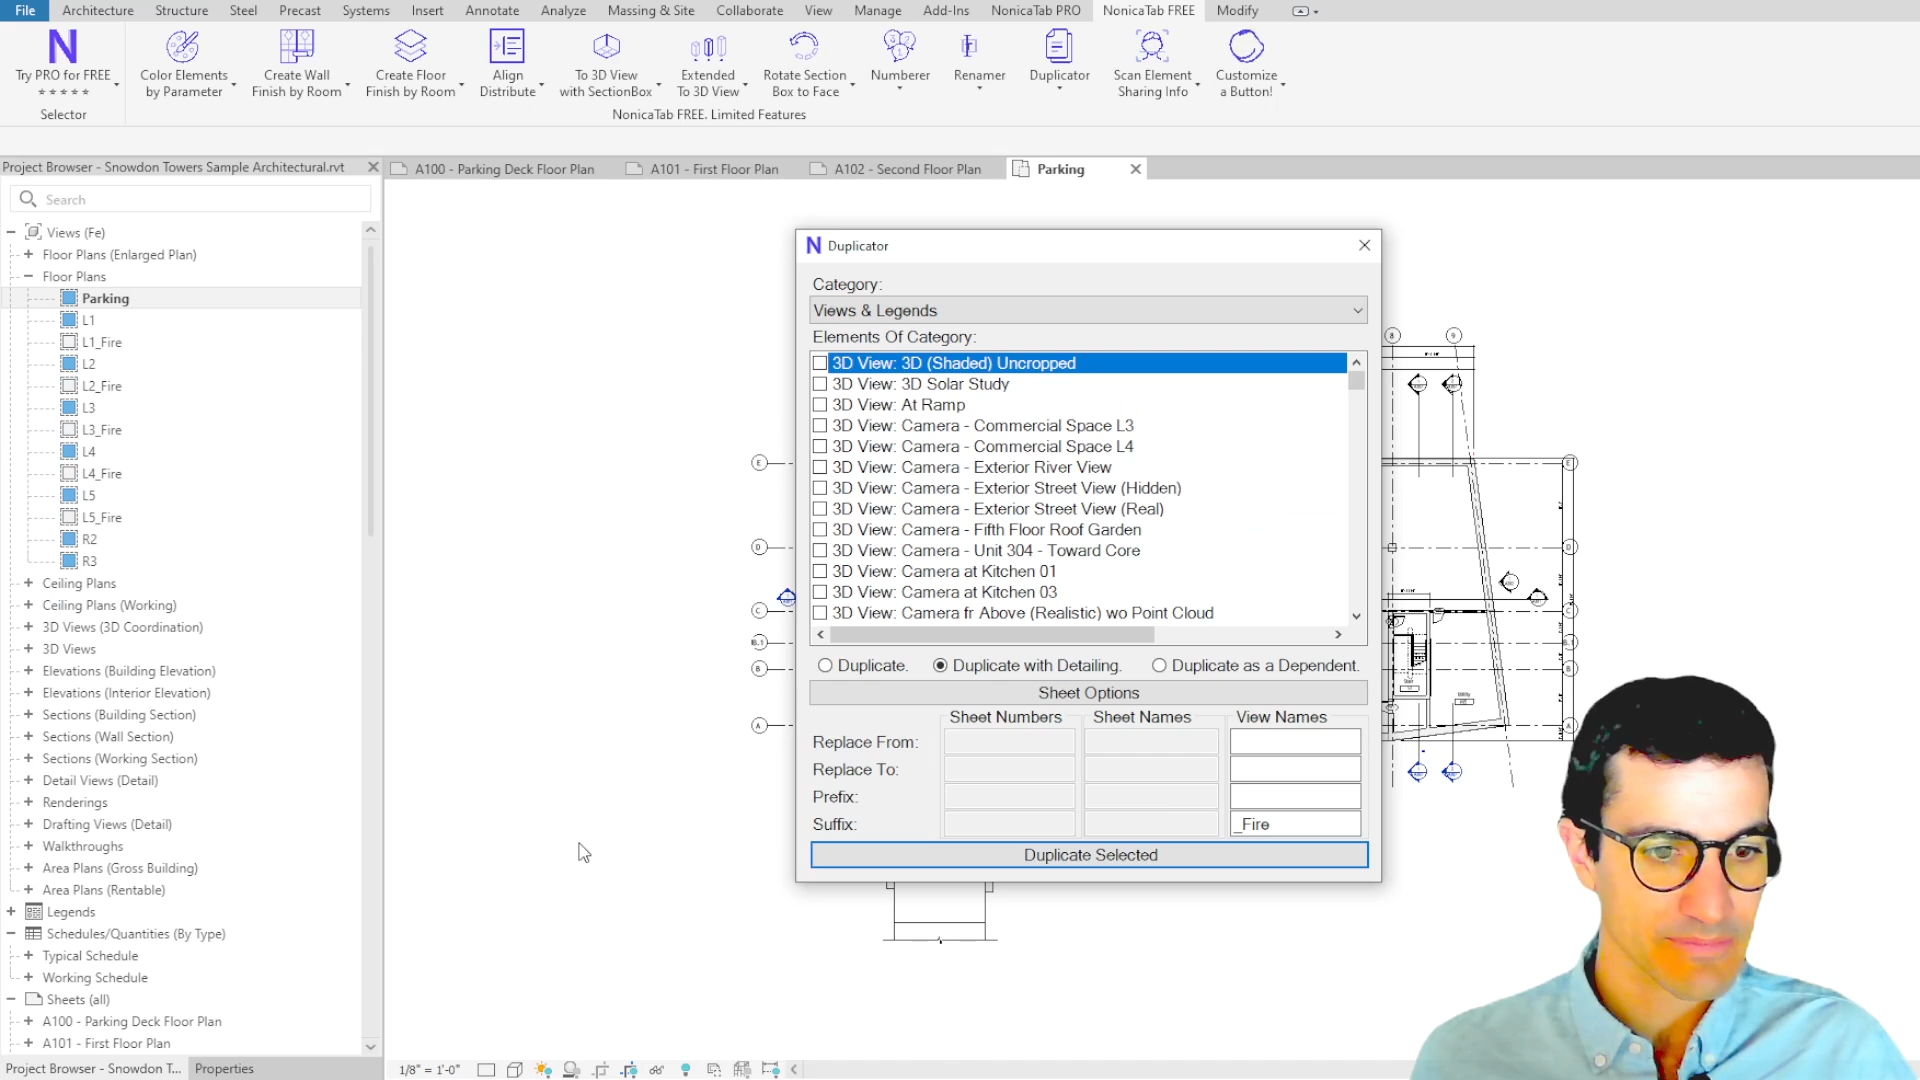 File Architecture Structure Steel Precast Systems Insert Annotate Analyze Massing & Site Collaborate View Manage Add-Ins NonicaTab PRO NonicaTab FREE Modify
Try PRO for FREE
Selector
Color Elements
by Parameter
Create Wall
Finish by Room
Create Floor
Finish by Room
Align
Distribute
To 3D View
with SectionBox
Extended
To 3D View
Rotate Section
Box to Face
Numberer
Renamer
Duplicator
Scan Element
Sharing Info
Customize
a Button!
NonicaTab FREE. Limited Features
Project Browser - Snowdon Towers Sample Architectural.rvt
A100 - Parking Deck Floor Plan
A101 - First Floor Plan
A102 - Second Floor Plan
Parking
Search
Views (Fe)
Floor Plans (Enlarged Plan)
Floor Plans
Parking
L1
L1_Fire
L2
L2_Fire
L3
L3_Fire
L4
L4_Fire
L5
L5_Fire
R2
R3
Ceiling Plans
Ceiling Plans (Working)
3D Views (3D Coordination)
3D Views
Elevations (Building Elevation)
Elevations (Interior Elevation)
Sections (Building Section)
Sections (Wall Section)
Sections (Working Section)
Detail Views (Detail)
Renderings
Drafting Views (Detail)
Walkthroughs
Area Plans (Gross Building)
Area Plans (Rentable)
Legends
Schedules/Quantities (By Type)
Typical Schedule
Working Schedule
Sheets (all)
A100 - Parking Deck Floor Plan
A101 - First Floor Plan
Project Browser - Snowdon T...
Properties
Duplicator
Category:
Views & Legends
Elements Of Category:
3D View: 3D (Shaded) Uncropped
3D View: 3D Solar Study
3D View: At Ramp
3D View: Camera - Commercial Space L3
3D View: Camera - Commercial Space L4
3D View: Camera - Exterior River View
3D View: Camera - Exterior Street View (Hidden)
3D View: Camera - Exterior Street View (Real)
3D View: Camera - Fifth Floor Roof Garden
3D View: Camera - Unit 304 - Toward Core
3D View: Camera at Kitchen 01
3D View: Camera at Kitchen 03
3D View: Camera fr Above (Realistic) wo Point Cloud
Duplicate. Duplicate with Detailing. Duplicate as a Dependent.
Sheet Options
Sheet Numbers Sheet Names View Names
Replace From:
Replace To:
Prefix:
Suffix: _Fire
Duplicate Selected
8 9
E
D
C
B.1
B
A
E
D
C
B
A
1/8" = 1'-0"